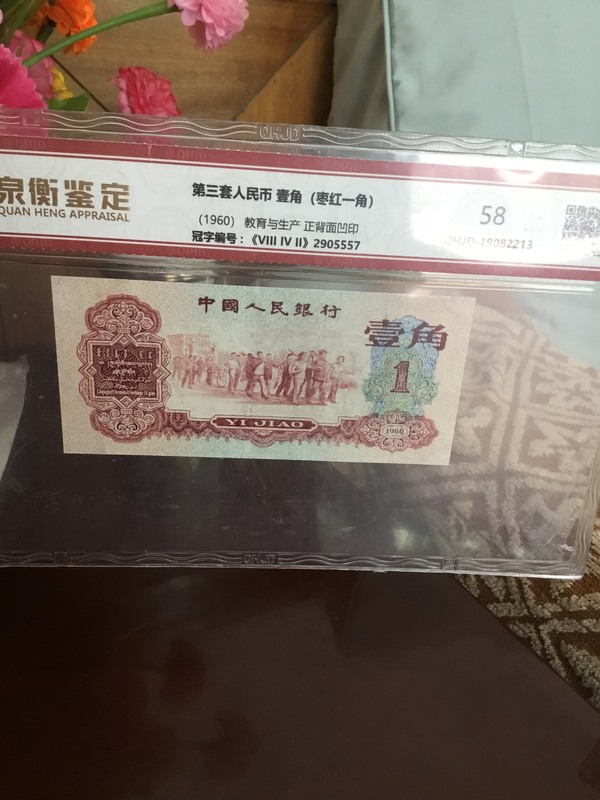 QHJD
泉衡鉴定
QUAN HENG APPRAISAL
第三套人民币 壹角（枣红一角）
（1960） 教育与生产 正背面凹印
冠字编号：《VIII IV II》2905557
58
QHJD-19082213
中國人民銀行
壹角
1
YI JIAO
1960
QHJD